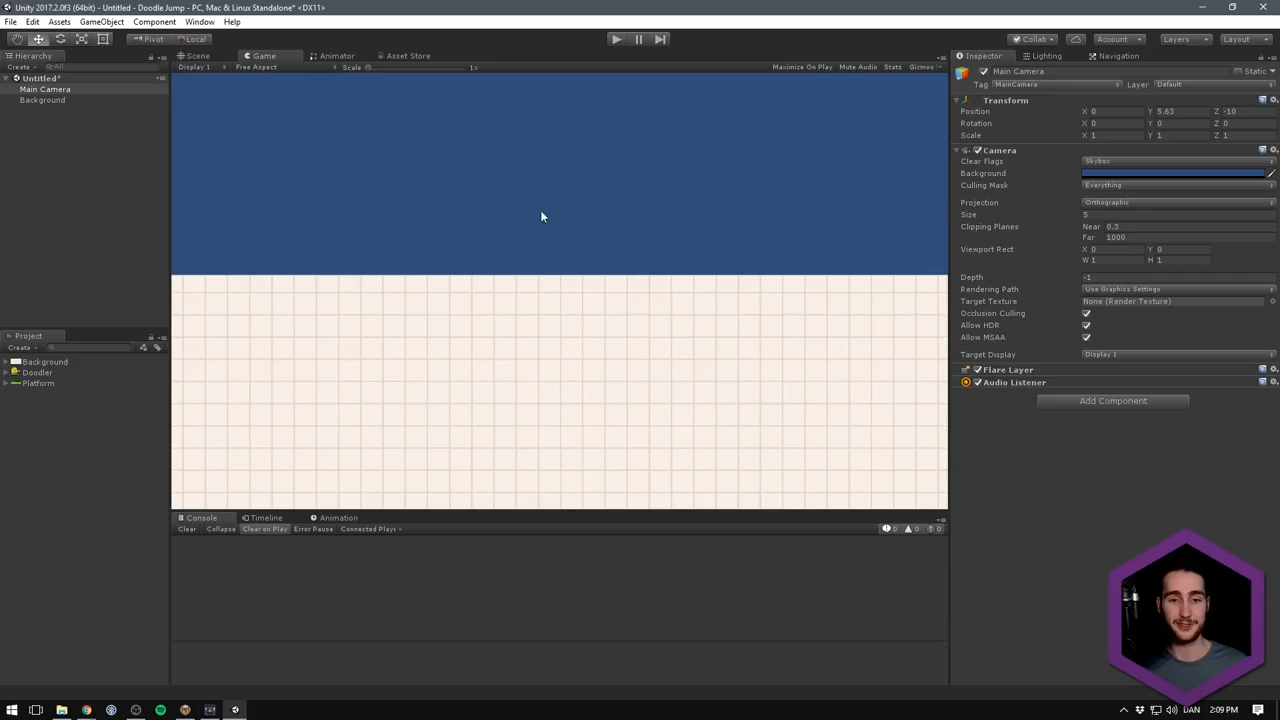 Unity 2017.2.0f3 (64bit) - Untitled - Doodle Jump - PC, Mac & Linux Standalone* <DX11>
File Edit Assets GameObject Component Window Help
Pivot Local Collab Account Layers Layout
Hierarchy
Create All
Untitled*
Main Camera
Background
Project
Create
Background
Doodler
Platform
Scene Game Animator Asset Store
Display 1 Free Aspect Scale 1x Maximize On Play Mute Audio Stats Gizmos
Console Timeline Animation
Clear Collapse Clear on Play Error Pause Connected Playe 0 0 0
Inspector Lighting Navigation
Main Camera Static
Tag MainCamera Layer Default
Transform
Position X 0 Y 5.63 Z -10
Rotation X 0 Y 0 Z 0
Scale X 1 Y 1 Z 1
Camera
Clear Flags Skybox
Background
Culling Mask Everything
Projection Orthographic
Size 5
Clipping Planes Near 0.3
Far 1000
Viewport Rect X 0 Y 0
W 1 H 1
Depth -1
Rendering Path Use Graphics Settings
Target Texture None (Render Texture)
Occlusion Culling
Allow HDR
Allow MSAA
Target Display Display 1
Flare Layer
Audio Listener
Add Component
DAN 2:09 PM